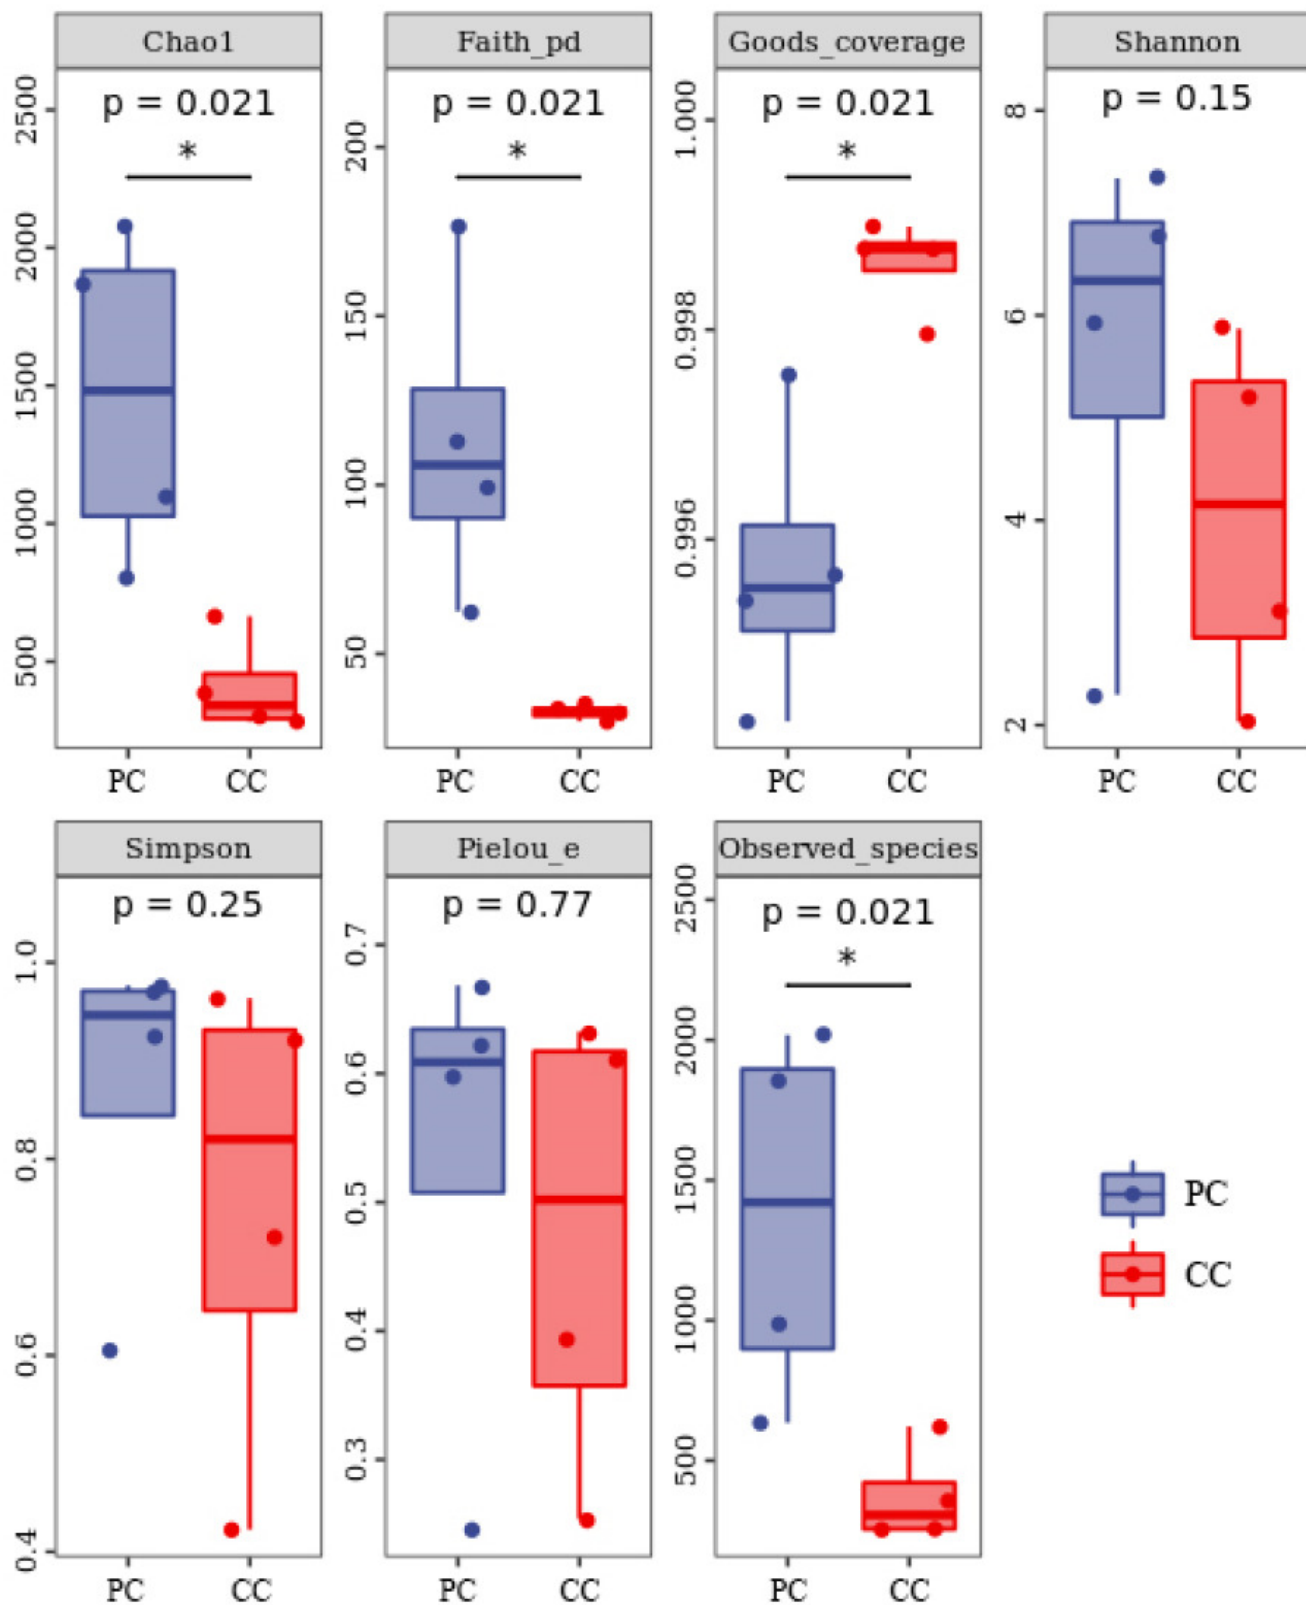 Chao1
p = 0.021
*
2500
2000
1500
1000
500
PC
CC
Faith_pd
p = 0.021
*
200
150
100
50
PC
CC
Goods_coverage
p = 0.021
*
1.000
0.998
0.996
PC
CC
Shannon
p = 0.15
8
6
4
2
PC
CC
Simpson
p = 0.25
1.0
0.8
0.6
0.4
PC
CC
Pielou_e
p = 0.77
0.7
0.6
0.5
0.4
0.3
PC
CC
Observed_species
p = 0.021
*
2500
2000
1500
1000
500
PC
CC
PC
CC